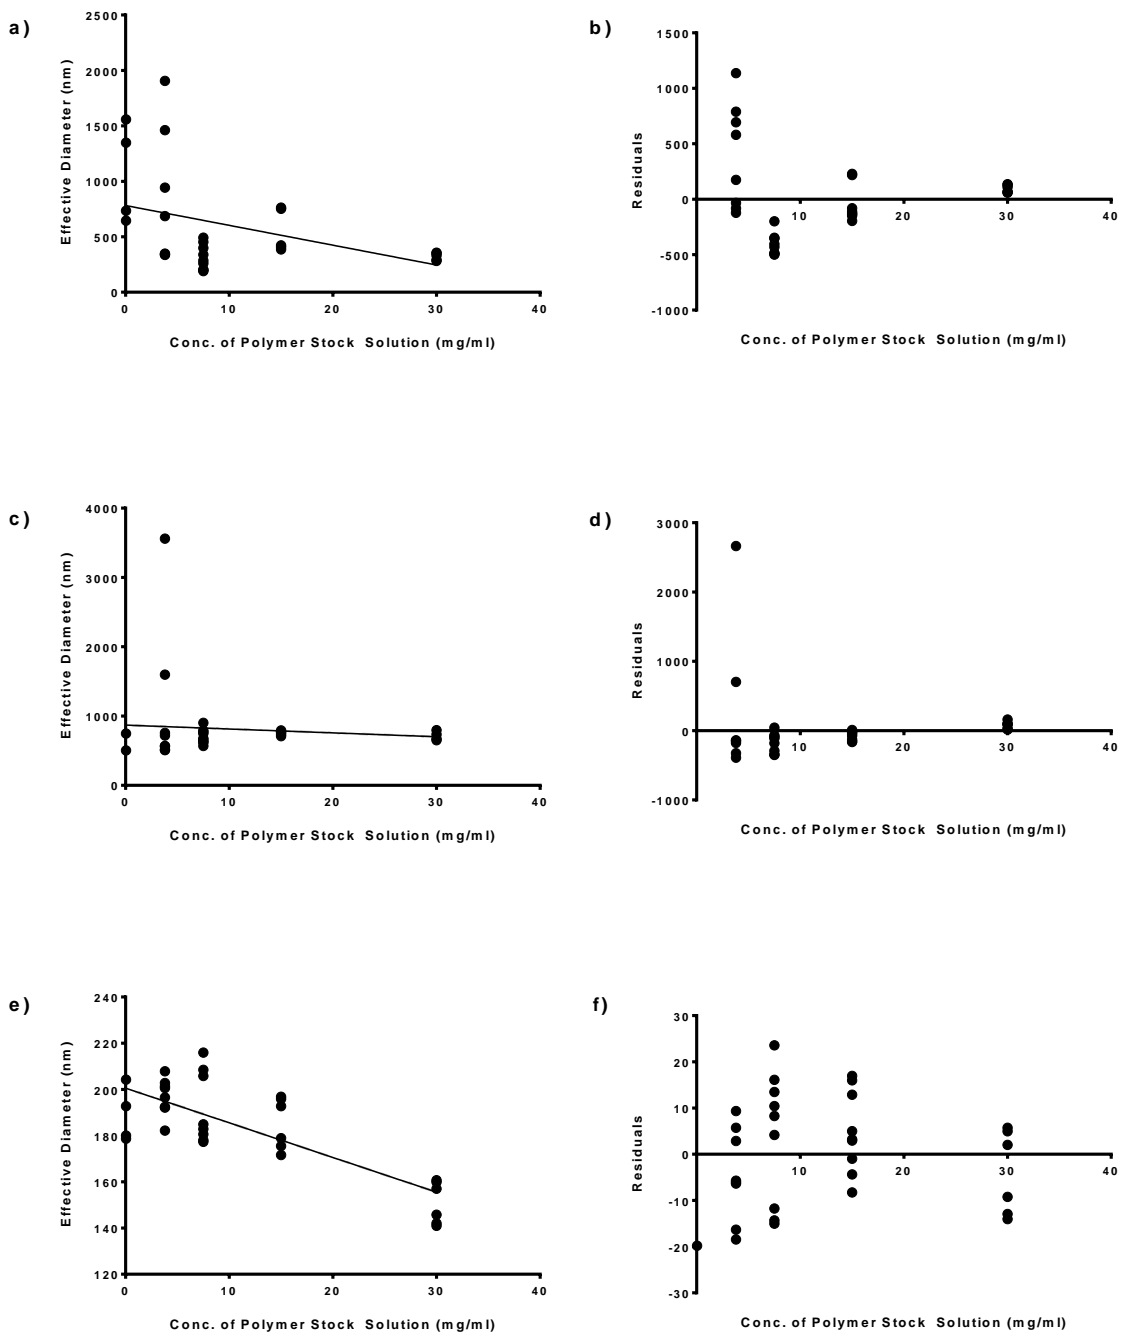 a)
2500
2000
1500
1000
500
0
0 10 20 30 40
Effective Diameter (nm)
Conc. of Polymer Stock Solution (mg/ml)
b)
1500
1000
500
0
-500
-1000
10 20 30 40
Residuals
Conc. of Polymer Stock Solution (mg/ml)
c)
4000
3000
2000
1000
0
0 10 20 30 40
Effective Diameter (nm)
Conc. of Polymer Stock Solution (mg/ml)
d)
3000
2000
1000
0
-1000
10 20 30 40
Residuals
Conc. of Polymer Stock Solution (mg/ml)
e)
240
220
200
180
160
140
120
0 10 20 30 40
Effective Diameter (nm)
Conc. of Polymer Stock Solution (mg/ml)
f)
30
20
10
0
-10
-20
-30
10 20 30 40
Residuals
Conc. of Polymer Stock Solution (mg/ml)